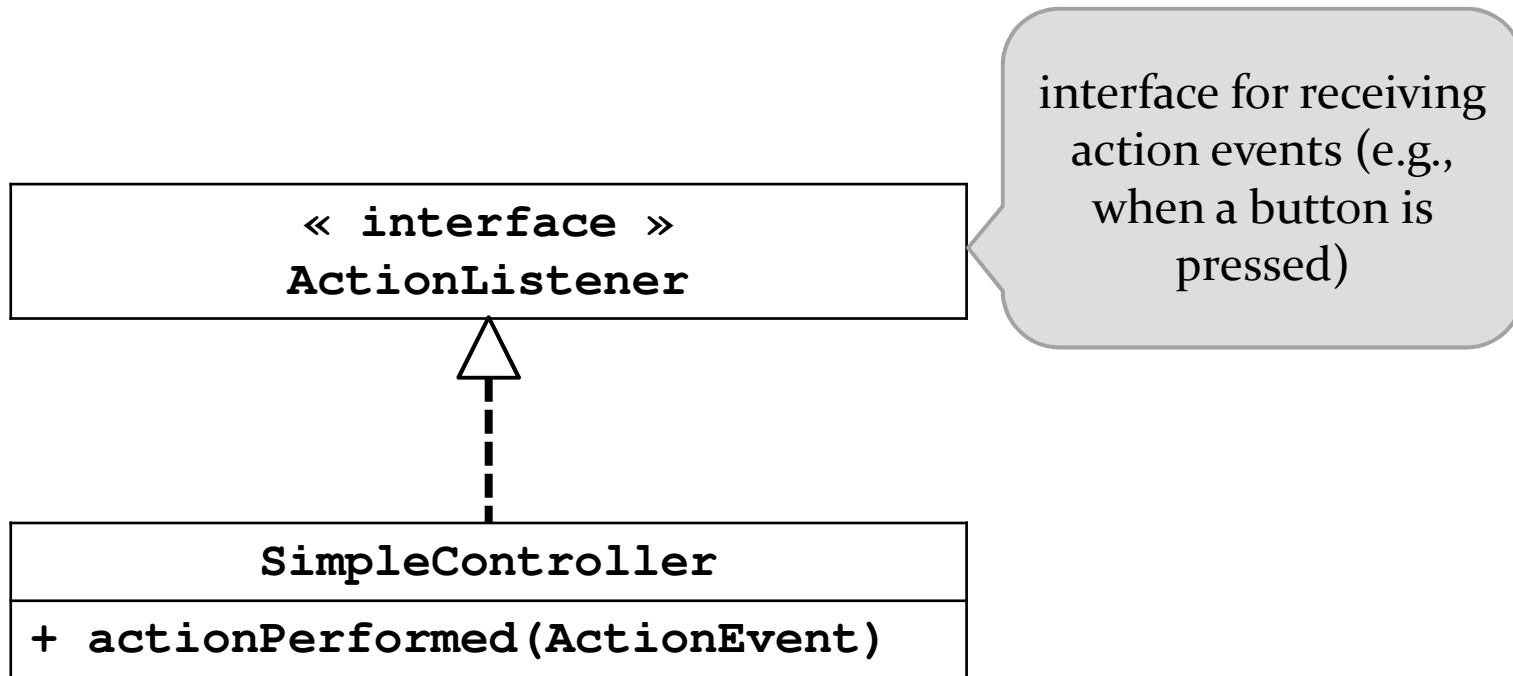 interface for receiving
action events (e.g.,
when a button is
pressed)
« interface »
ActionListener
SimpleController
+ actionPerformed(ActionEvent)